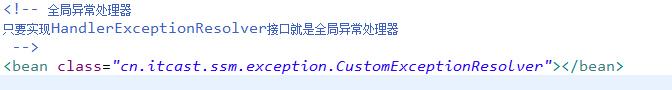 <!-- 全局异常处理器
只要实现HandlerExceptionResolver接口就是全局异常处理器
-->
<bean class="cn.itcast.ssm.exception.CustomExceptionResolver"></bean>